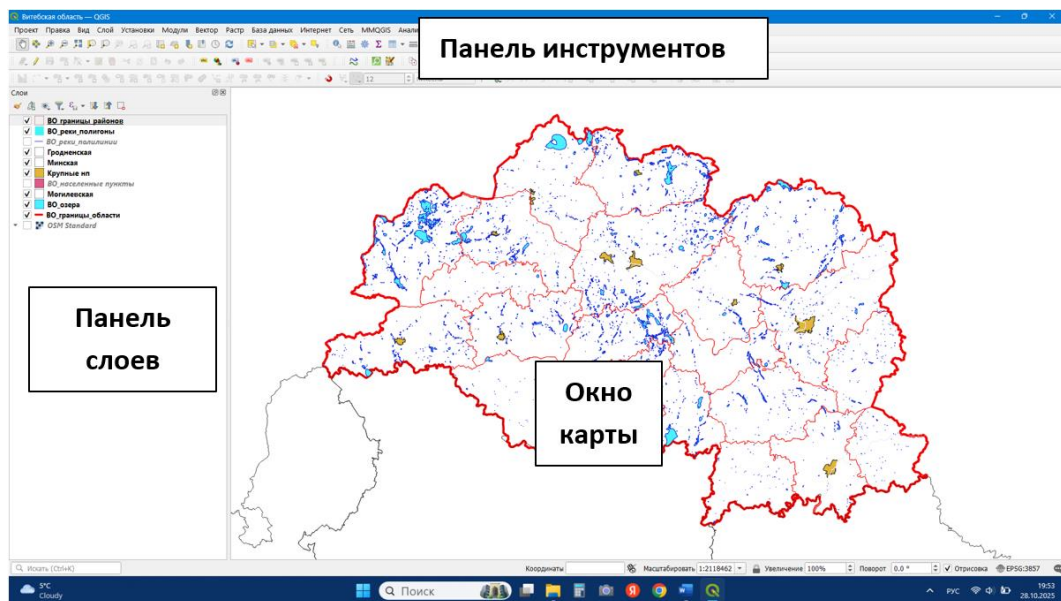 Витебская область — QGIS
Проект Правка Вид Слой Установки Модули Вектор Растр База данных Интернет Сеть MMQGIS
Панель инструментов
12
Слои
ВО_границы_районов
ВО_реки_полигоны
ВО_реки_полилинии
Гродненская
Минская
Крупные нп
ВО_населенные пункты
Могилевская
ВО_озера
ВО_границы_области
OSM Standard
Панель
слоев
Окно
карты
Искать (Ctrl+K)
Координаты
Масштабировать 1:2118462
Увеличение 100%
Поворот 0.0 °
Отрисовка
EPSG:3857
5°C
Cloudy
Поиск
РУС
19:53
28.10.2025